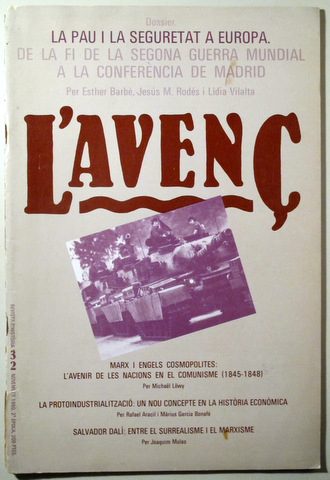 Dossier.
LA PAU I LA SEGURETAT A EUROPA.
DE LA FI DE LA SEGONA GUERRA MUNDIAL
A LA CONFERÈNCIA DE MADRID
Per Esther Barbé, Jesús M. Rodés i Lídia Vilalta
L'AVENÇ
32
MARX I ENGELS COSMOPOLITES:
L'AVENIR DE LES NACIONS EN EL COMUNISME (1845-1848)
Per Michaël Löwy
LA PROTOINDUSTRIALITZACIÓ: UN NOU CONCEPTE EN LA HISTÒRIA ECONÒMICA
Per Rafael Aracil i Màrius Garcia Bonafé
SALVADOR DALÍ: ENTRE EL SURREALISME I EL MARXISME
Per Joaquim Molas